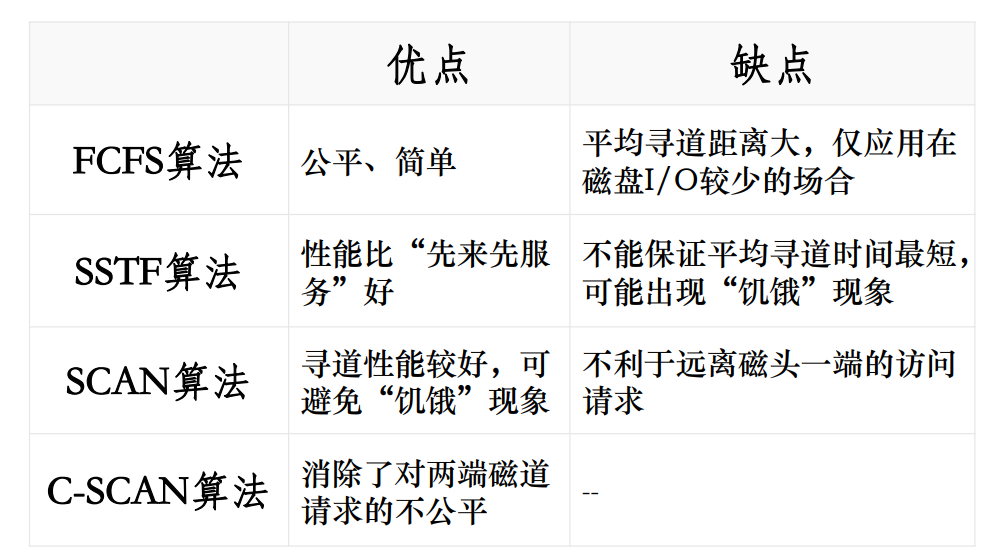 优点 缺点
FCFS算法 公平、简单 平均寻道距离大，仅应用在
磁盘I/O较少的场合
SSTF算法 性能比“先来先服
务”好 不能保证平均寻道时间最短，
可能出现“饥饿”现象
SCAN算法 寻道性能较好，可
避免“饥饿”现象 不利于远离磁头一端的访问
请求
C-SCAN算法 消除了对两端磁道
请求的不公平 --